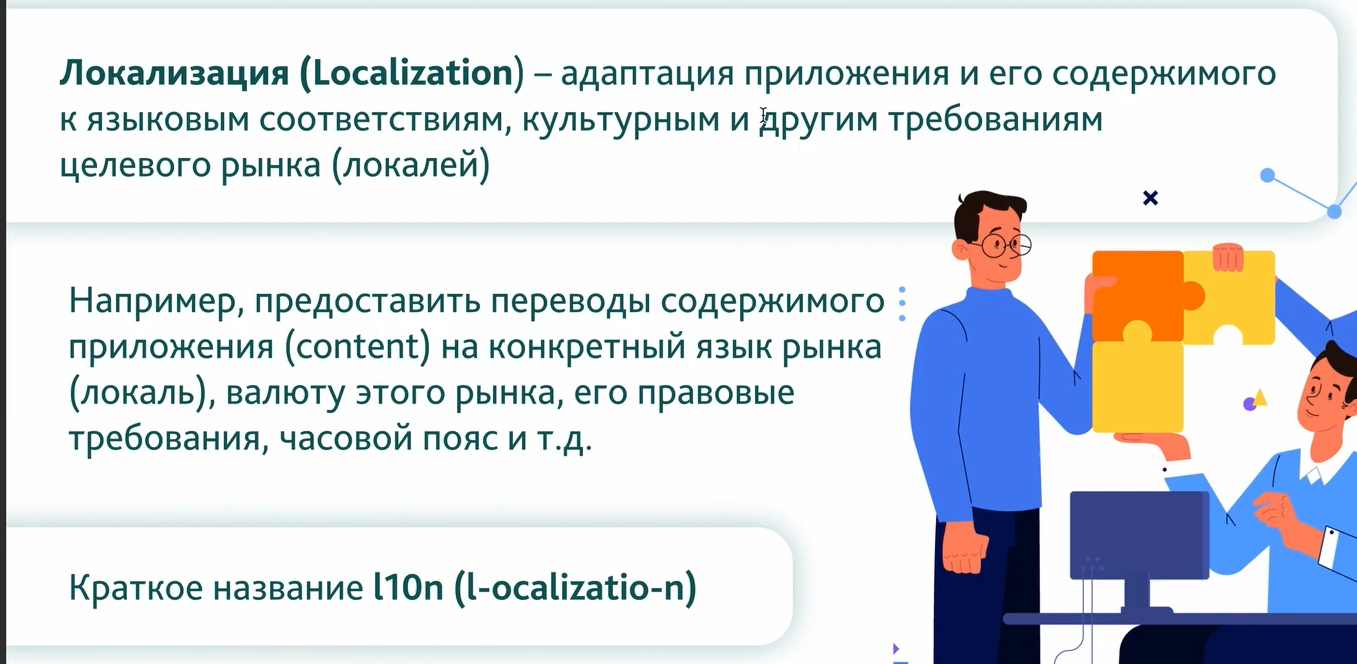 Локализация (Localization) – адаптация приложения и его содержимого
к языковым соответствиям, культурным и другим требованиям
целевого рынка (локалей)
Например, предоставить переводы содержимого
приложения (content) на конкретный язык рынка
(локаль), валюту этого рынка, его правовые
требования, часовой пояс и т.д.
Краткое название l10n (l-ocalizatio-n)